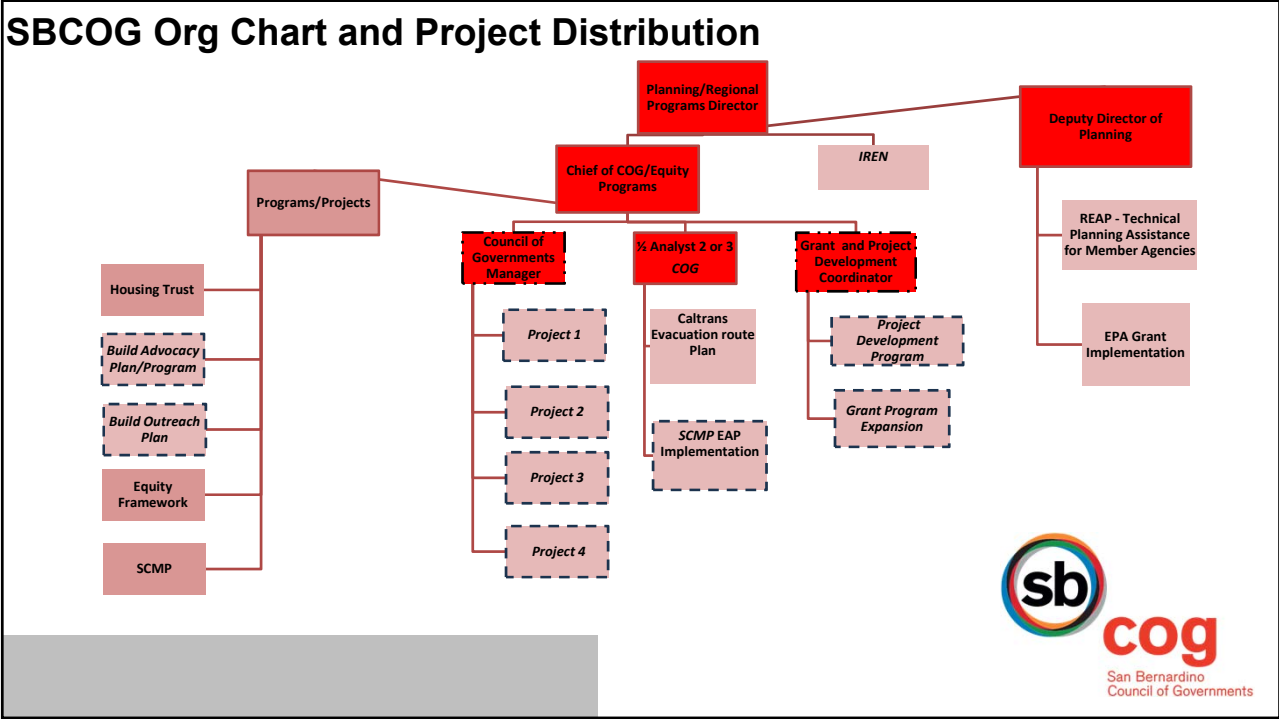 SBCOG Org Chart and Project Distribution
Planning/Regional
Programs Director
Deputy Director of
Planning
Chief of COG/Equity
Programs
IREN
Programs/Projects
Council of
Governments
Manager
½ Analyst 2 or 3
COG
Grant and Project
Development
Coordinator
REAP - Technical
Planning Assistance
for Member Agencies
EPA Grant
Implementation
Housing Trust
Build Advocacy
Plan/Program
Build Outreach
Plan
Equity
Framework
SCMP
Project 1
Project 2
Project 3
Project 4
Caltrans
Evacuation route
Plan
SCMP EAP
Implementation
Project
Development
Program
Grant Program
Expansion
sb
cog
San Bernardino
Council of Governments